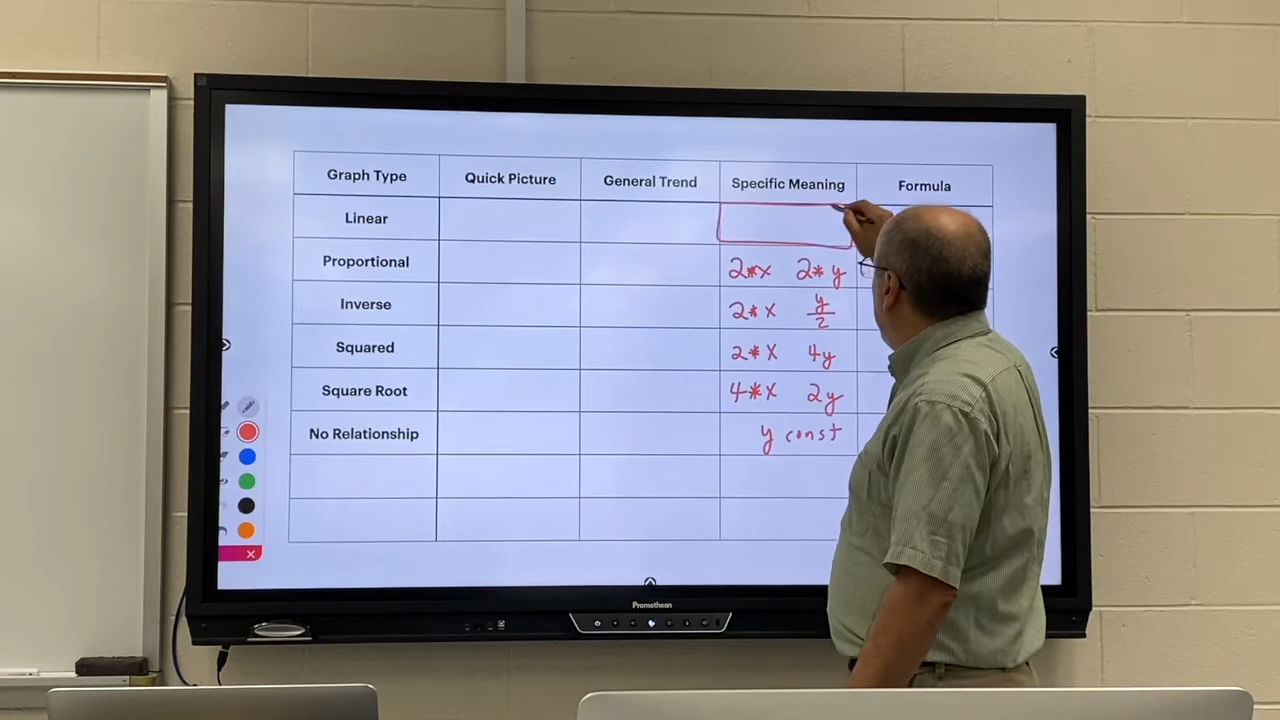 Graph Type Quick Picture General Trend Specific Meaning Formula
Linear
Proportional 2*x 2*y
Inverse 2*x y/2
Squared 2*x 4y
Square Root 4*x 2y
No Relationship y const
Promethean